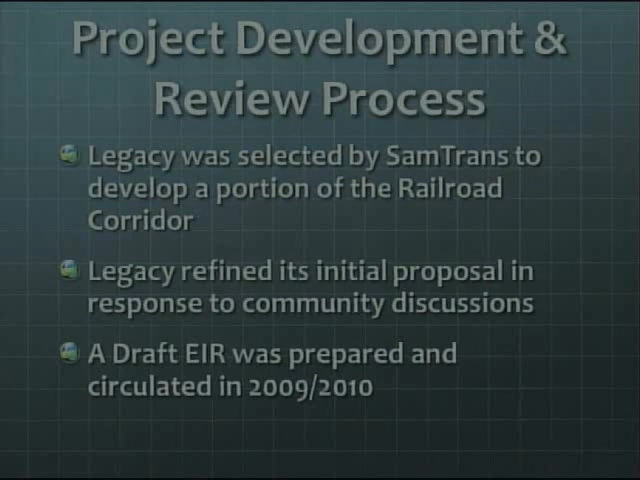 Project Development &
Review Process
Legacy was selected by SamTrans to
develop a portion of the Railroad
Corridor
Legacy refined its initial proposal in
response to community discussions
A Draft EIR was prepared and
circulated in 2009/2010